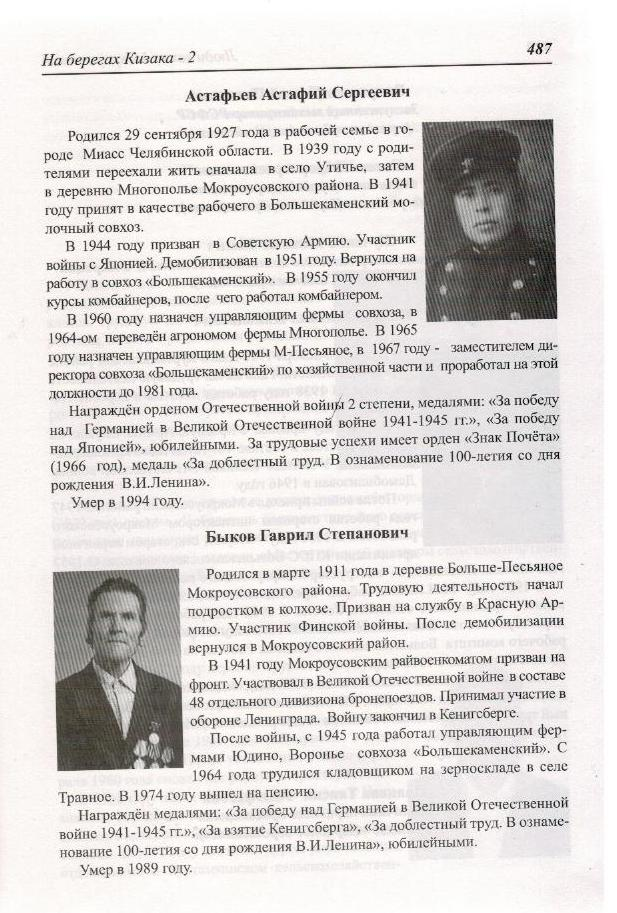 На берегах Кизака - 2
487
Астафьев Астафий Сергеевич
Родился 29 сентября 1927 года в рабочей семье в го-
роде Миасс Челябинской области. В 1939 году с роди-
телями переехали жить сначала в село Утичье, затем
в деревню Многополье Мокроусовского района. В 1941
году принят в качестве рабочего в Большекаменский мо-
лочный совхоз.
В 1944 году призван в Советскую Армию. Участник
войны с Японией. Демобилизован в 1951 году. Вернулся на
работу в совхоз «Большекаменский». В 1955 году окончил
курсы комбайнеров, после чего работал комбайнером.
В 1960 году назначен управляющим фермы совхоза, в
1964-ом переведён агрономом фермы Многополье. В 1965
году назначен управляющим фермы М-Песьяное, в 1967 году - заместителем ди-
ректора совхоза «Большекаменский» по хозяйственной части и проработал на этой
должности до 1981 года.
Награждён орденом Отечественной войны 2 степени, медалями: «За победу
над Германией в Великой Отечественной войне 1941-1945 гг.», «За победу
над Японией», юбилейными. За трудовые успехи имеет орден «Знак Почёта»
(1966 год), медаль «За доблестный труд. В ознаменование 100-летия со дня
рождения В.И.Ленина».
Умер в 1994 году.
Быков Гаврил Степанович
Родился в марте 1911 года в деревне Больше-Песьяное
Мокроусовского района. Трудовую деятельность начал
подростком в колхозе. Призван на службу в Красную Ар-
мию. Участник Финской войны. После демобилизации
вернулся в Мокроусовский район.
В 1941 году Мокроусовским райвоенкоматом призван на
фронт. Участвовал в Великой Отечественной войне в составе
48 отдельного дивизиона бронепоездов. Принимал участие в
обороне Ленинграда. Войну закончил в Кенигсберге.
После войны, с 1945 года работал управляющим фер-
мами Юдино, Воронье совхоза «Большекаменский». С
1964 года трудился кладовщиком на зерноскладе в селе
Травное. В 1974 году вышел на пенсию.
Награждён медалями: «За победу над Германией в Великой Отечественной
войне 1941-1945 гг.», «За взятие Кенигсберга», «За доблестный труд. В ознаме-
нование 100-летия со дня рождения В.И.Ленина», юбилейными.
Умер в 1989 году.